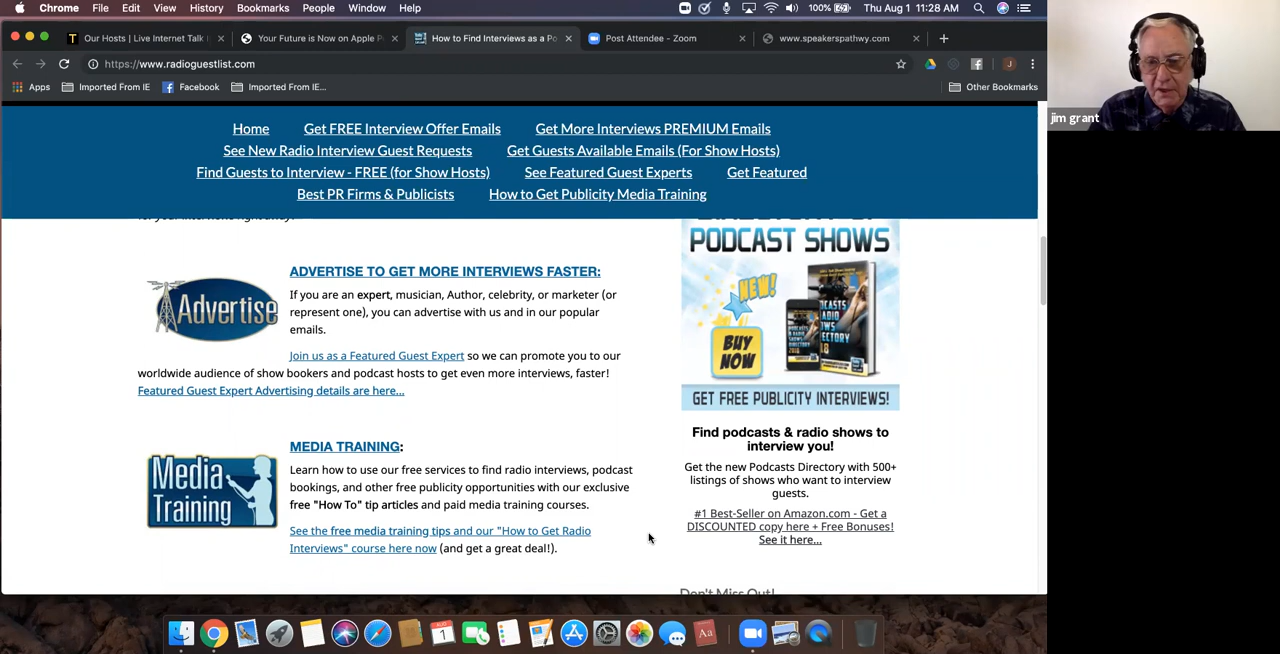 Chrome File Edit View History Bookmarks People Window Help 100% Thu Aug 1 11:28 AM
Our Hosts | Live Internet Talk
Your Future is Now on Apple P
How to Find Interviews as a Po
Post Attendee - Zoom
www.speakerspathwy.com
https://www.radioguestlist.com
Apps Imported From IE Facebook Imported From IE... Other Bookmarks
jim grant
Home Get FREE Interview Offer Emails Get More Interviews PREMIUM Emails
See New Radio Interview Guest Requests Get Guests Available Emails (For Show Hosts)
Find Guests to Interview - FREE (for Show Hosts) See Featured Guest Experts Get Featured
Best PR Firms & Publicists How to Get Publicity Media Training
for your interviews right away!
Advertise
ADVERTISE TO GET MORE INTERVIEWS FASTER:
If you are an expert, musician, Author, celebrity, or marketer (or
represent one), you can advertise with us and in our popular
emails.
Join us as a Featured Guest Expert so we can promote you to our
worldwide audience of show bookers and podcast hosts to get even more interviews, faster!
Featured Guest Expert Advertising details are here...
Media
Training
MEDIA TRAINING:
Learn how to use our free services to find radio interviews, podcast
bookings, and other free publicity opportunities with our exclusive
free "How To" tip articles and paid media training courses.
See the free media training tips and our "How to Get Radio
Interviews" course here now (and get a great deal!).
PODCAST SHOWS
NEW!
BUY
NOW
GET FREE PUBLICITY INTERVIEWS!
Find podcasts & radio shows to
interview you!
Get the new Podcasts Directory with 500+
listings of shows who want to interview
guests.
#1 Best-Seller on Amazon.com - Get a
DISCOUNTED copy here + Free Bonuses!
See it here...
Don't Miss Out!